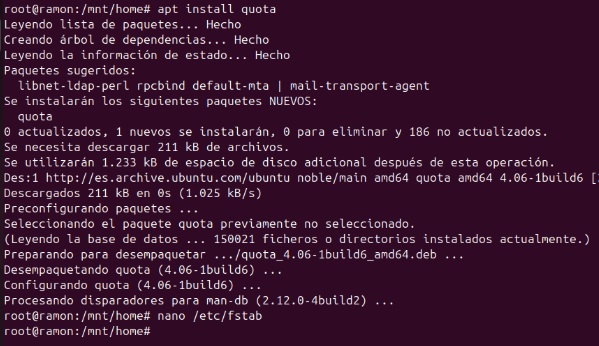 root@ramon:/mnt/home# apt install quota
Leyendo lista de paquetes... Hecho
Creando árbol de dependencias... Hecho
Leyendo la información de estado... Hecho
Paquetes sugeridos:
  libnet-ldap-perl rpcbind default-mta | mail-transport-agent
Se instalarán los siguientes paquetes NUEVOS:
  quota
0 actualizados, 1 nuevos se instalarán, 0 para eliminar y 186 no actualizados.
Se necesita descargar 211 kB de archivos.
Se utilizarán 1.233 kB de espacio de disco adicional después de esta operación.
Des:1 http://es.archive.ubuntu.com/ubuntu noble/main amd64 quota amd64 4.06-1build6 [
Descargados 211 kB en 0s (1.025 kB/s)
Preconfigurando paquetes ...
Seleccionando el paquete quota previamente no seleccionado.
(Leyendo la base de datos ... 150021 ficheros o directorios instalados actualmente.)
Preparando para desempaquetar .../quota_4.06-1build6_amd64.deb ...
Desempaquetando quota (4.06-1build6) ...
Configurando quota (4.06-1build6) ...
Procesando disparadores para man-db (2.12.0-4build2) ...
root@ramon:/mnt/home# nano /etc/fstab
root@ramon:/mnt/home#